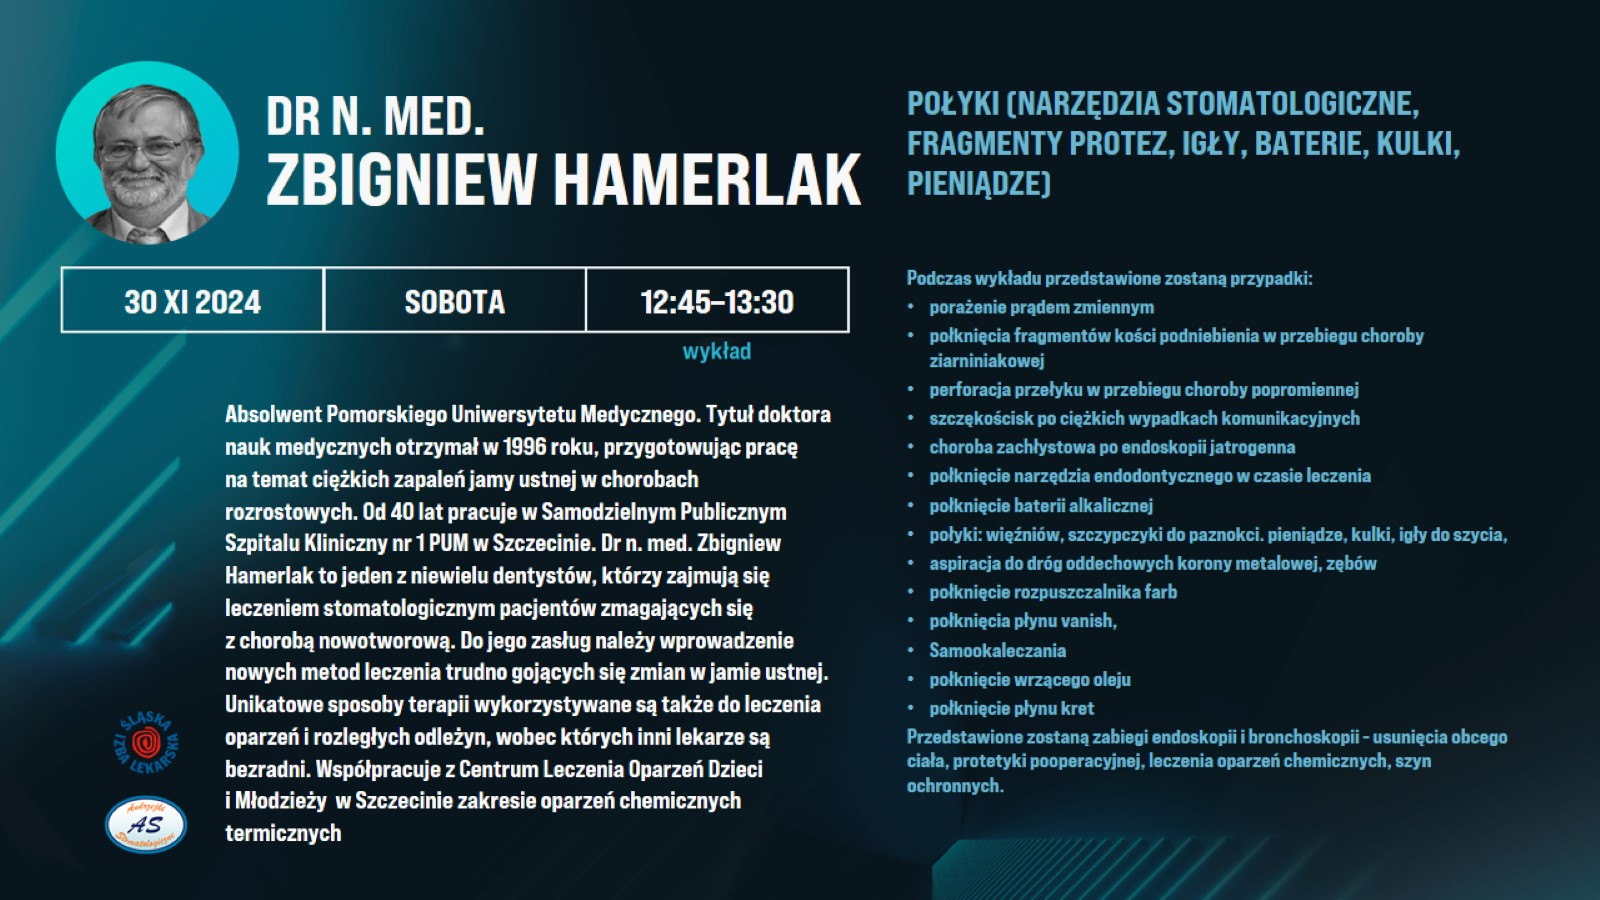 DR N. MED.
ZBIGNIEW HAMERLAK
30 XI 2024
SOBOTA
12:45–13:30
wykład
Absolwent Pomorskiego Uniwersytetu Medycznego. Tytuł doktora
nauk medycznych otrzymał w 1996 roku, przygotowując pracę
na temat ciężkich zapaleń jamy ustnej w chorobach
rozrostowych. Od 40 lat pracuje w Samodzielnym Publicznym
Szpitalu Kliniczny nr 1 PUM w Szczecinie. Dr n. med. Zbigniew
Hamerlak to jeden z niewielu dentystów, którzy zajmują się
leczeniem stomatologicznym pacjentów zmagających się
z chorobą nowotworową. Do jego zasług należy wprowadzenie
nowych metod leczenia trudno gojących się zmian w jamie ustnej.
Unikatowe sposoby terapii wykorzystywane są także do leczenia
oparzeń i rozległych odleżyn, wobec których inni lekarze są
bezradni. Współpracuje z Centrum Leczenia Oparzeń Dzieci
i Młodzieży w Szczecinie zakresie oparzeń chemicznych
termicznych
ŚLĄSKA
IZBA LEKARSKA
Andrzejki
AS
Stomatologiczne
POŁYKI (NARZĘDZIA STOMATOLOGICZNE,
FRAGMENTY PROTEZ, IGŁY, BATERIE, KULKI,
PIENIĄDZE)
Podczas wykładu przedstawione zostaną przypadki:
• porażenie prądem zmiennym
• połknięcia fragmentów kości podniebienia w przebiegu choroby
ziarniniakowej
• perforacja przełyku w przebiegu choroby popromiennej
• szczękościsk po ciężkich wypadkach komunikacyjnych
• choroba zachłystowa po endoskopii jatrogenna
• połknięcie narzędzia endodontycznego w czasie leczenia
• połknięcie baterii alkalicznej
• połyki: więźniów, szczypczyki do paznokci. pieniądze, kulki, igły do szycia,
• aspiracja do dróg oddechowych korony metalowej, zębów
• połknięcie rozpuszczalnika farb
• połknięcia płynu vanish,
• Samookaleczania
• połknięcie wrzącego oleju
• połknięcie płynu kret
Przedstawione zostaną zabiegi endoskopii i bronchoskopii - usunięcia obcego
ciała, protetyki pooperacyjnej, leczenia oparzeń chemicznych, szyn
ochronnych.